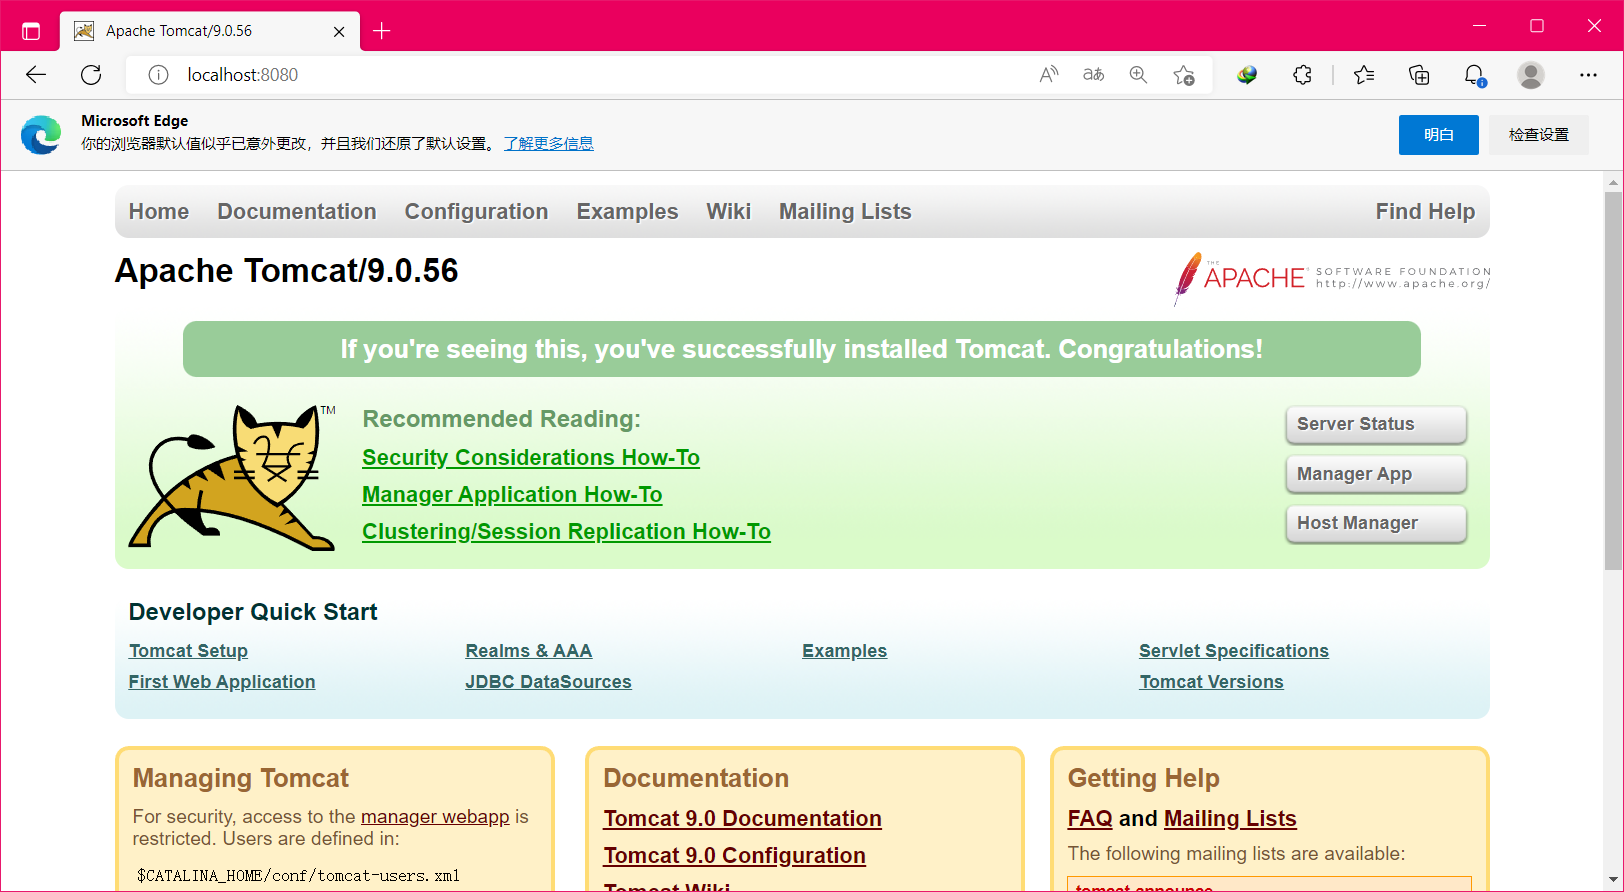 Apache Tomcat/9.0.56
localhost:8080
Microsoft Edge
你的浏览器默认值似乎已意外更改，并且我们还原了默认设置。 了解更多信息
明白
检查设置
Home Documentation Configuration Examples Wiki Mailing Lists Find Help
Apache Tomcat/9.0.56
THE APACHE® SOFTWARE FOUNDATION
http://www.apache.org/
If you're seeing this, you've successfully installed Tomcat. Congratulations!
TM
Recommended Reading:
Security Considerations How-To
Manager Application How-To
Clustering/Session Replication How-To
Server Status
Manager App
Host Manager
Developer Quick Start
Tomcat Setup Realms & AAA Examples Servlet Specifications
First Web Application JDBC DataSources Tomcat Versions
Managing Tomcat
For security, access to the manager webapp is
restricted. Users are defined in:
$CATALINA_HOME/conf/tomcat-users.xml
Documentation
Tomcat 9.0 Documentation
Tomcat 9.0 Configuration
Tomcat Wiki
Getting Help
FAQ and Mailing Lists
The following mailing lists are available:
tomcat-announce